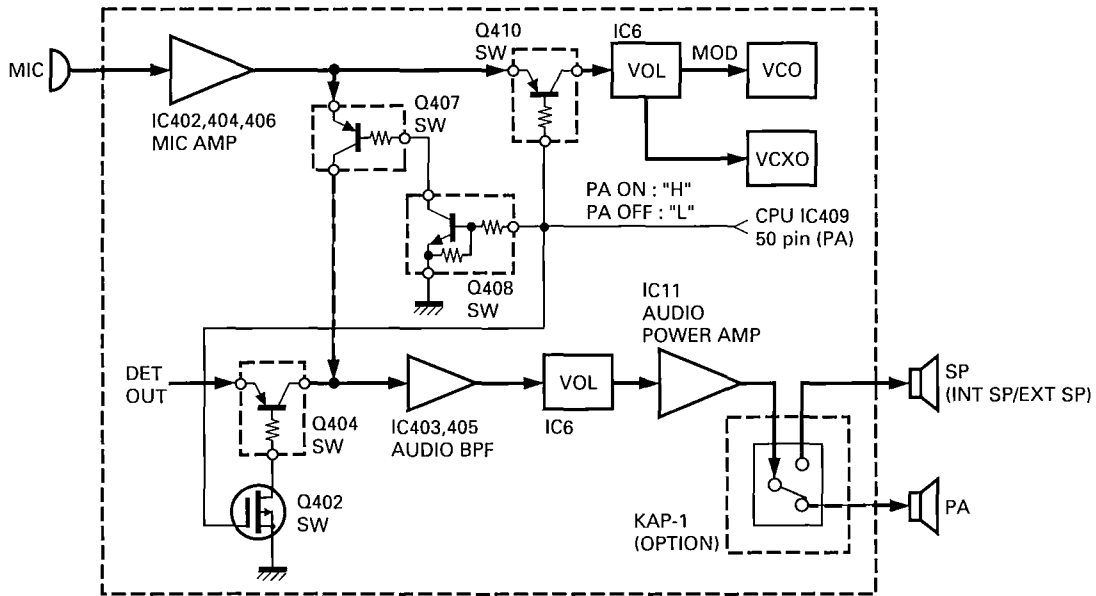 MIC
IC402,404,406
MIC AMP
Q407
SW
Q410
SW
IC6
VOL
MOD
VCO
VCXO
PA ON : "H"
PA OFF : "L"
CPU IC409
50 pin (PA)
Q408
SW
DET
OUT
Q404
SW
Q402
SW
IC403,405
AUDIO BPF
VOL
IC6
IC11
AUDIO
POWER AMP
KAP-1
(OPTION)
SP
(INT SP/EXT SP)
PA